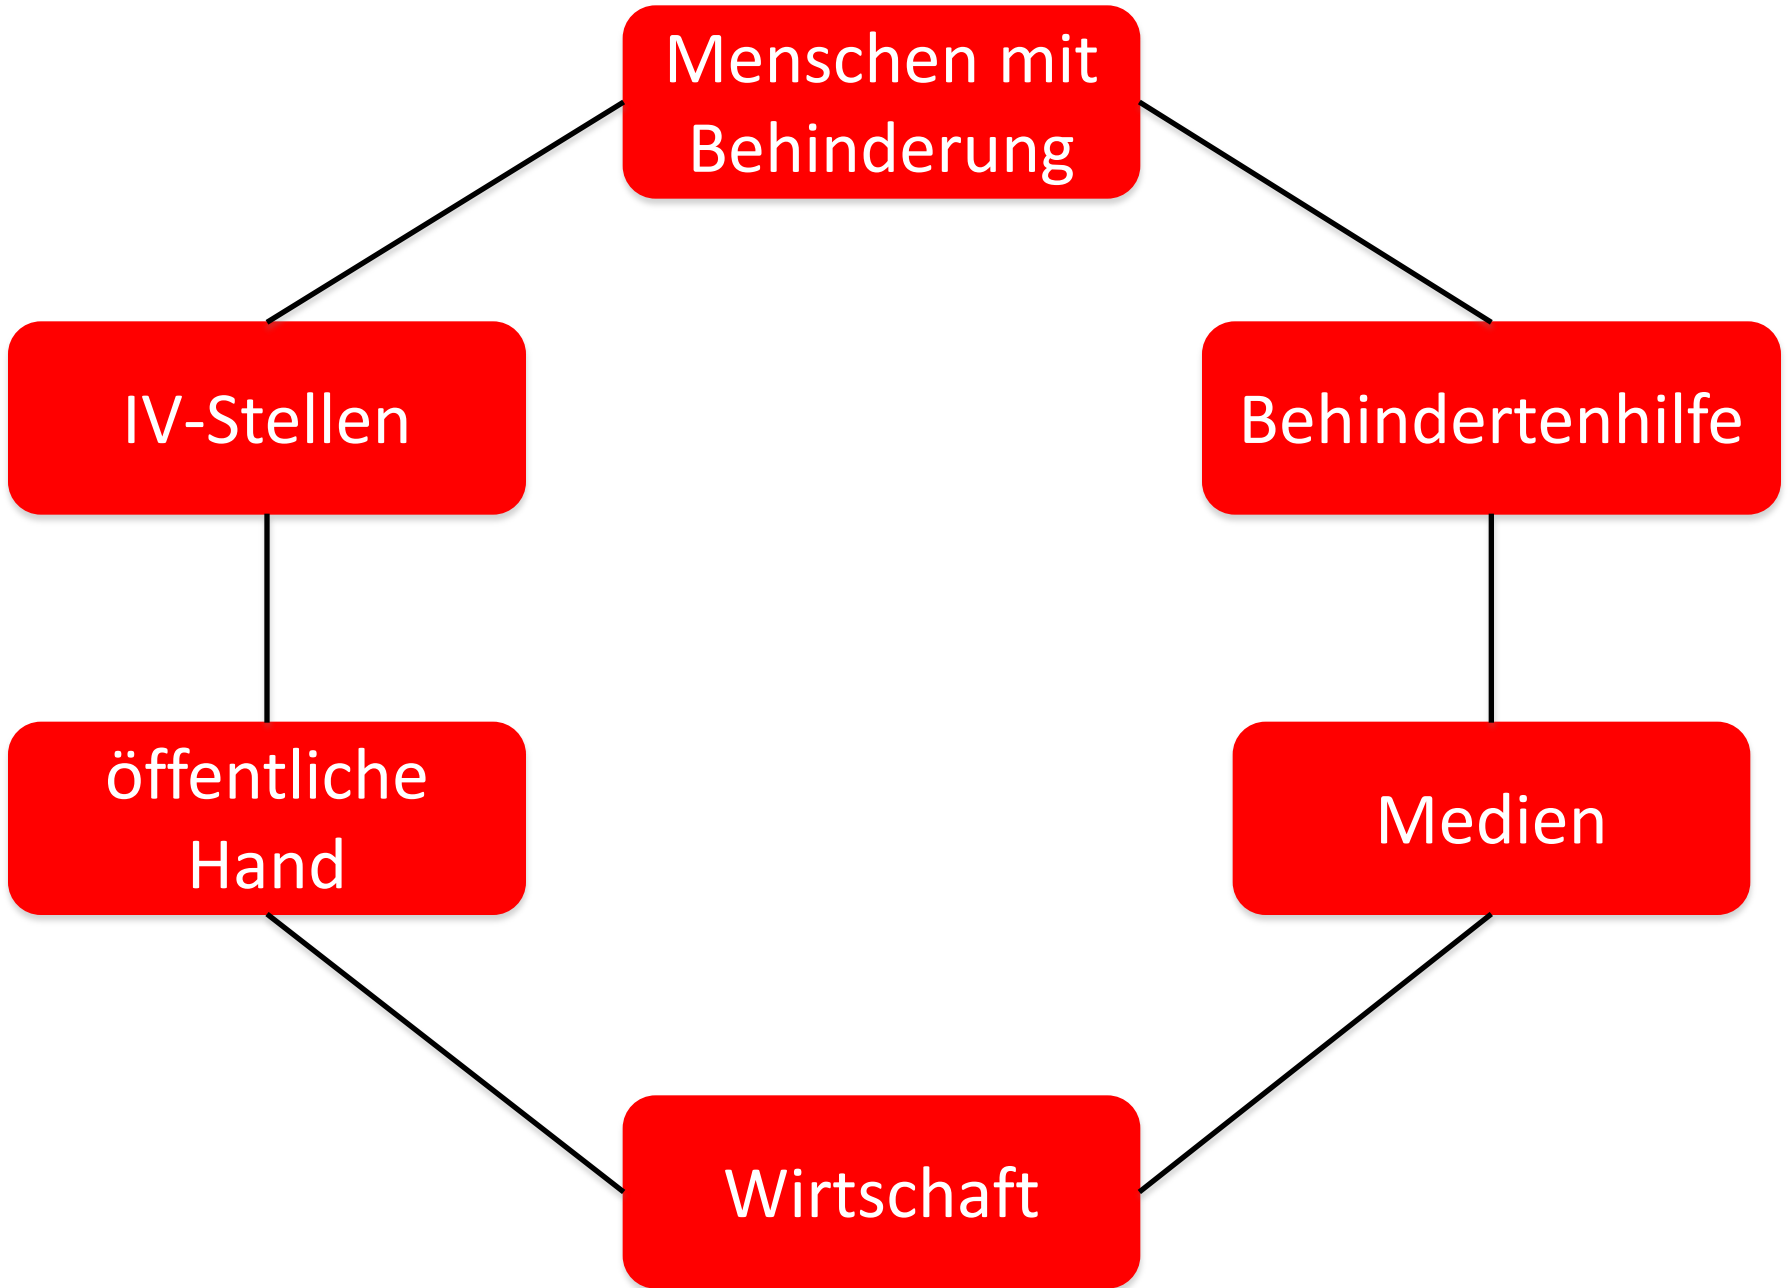 Menschen mit
Behinderung
IV-Stellen
Behindertenhilfe
öffentliche
Hand
Medien
Wirtschaft